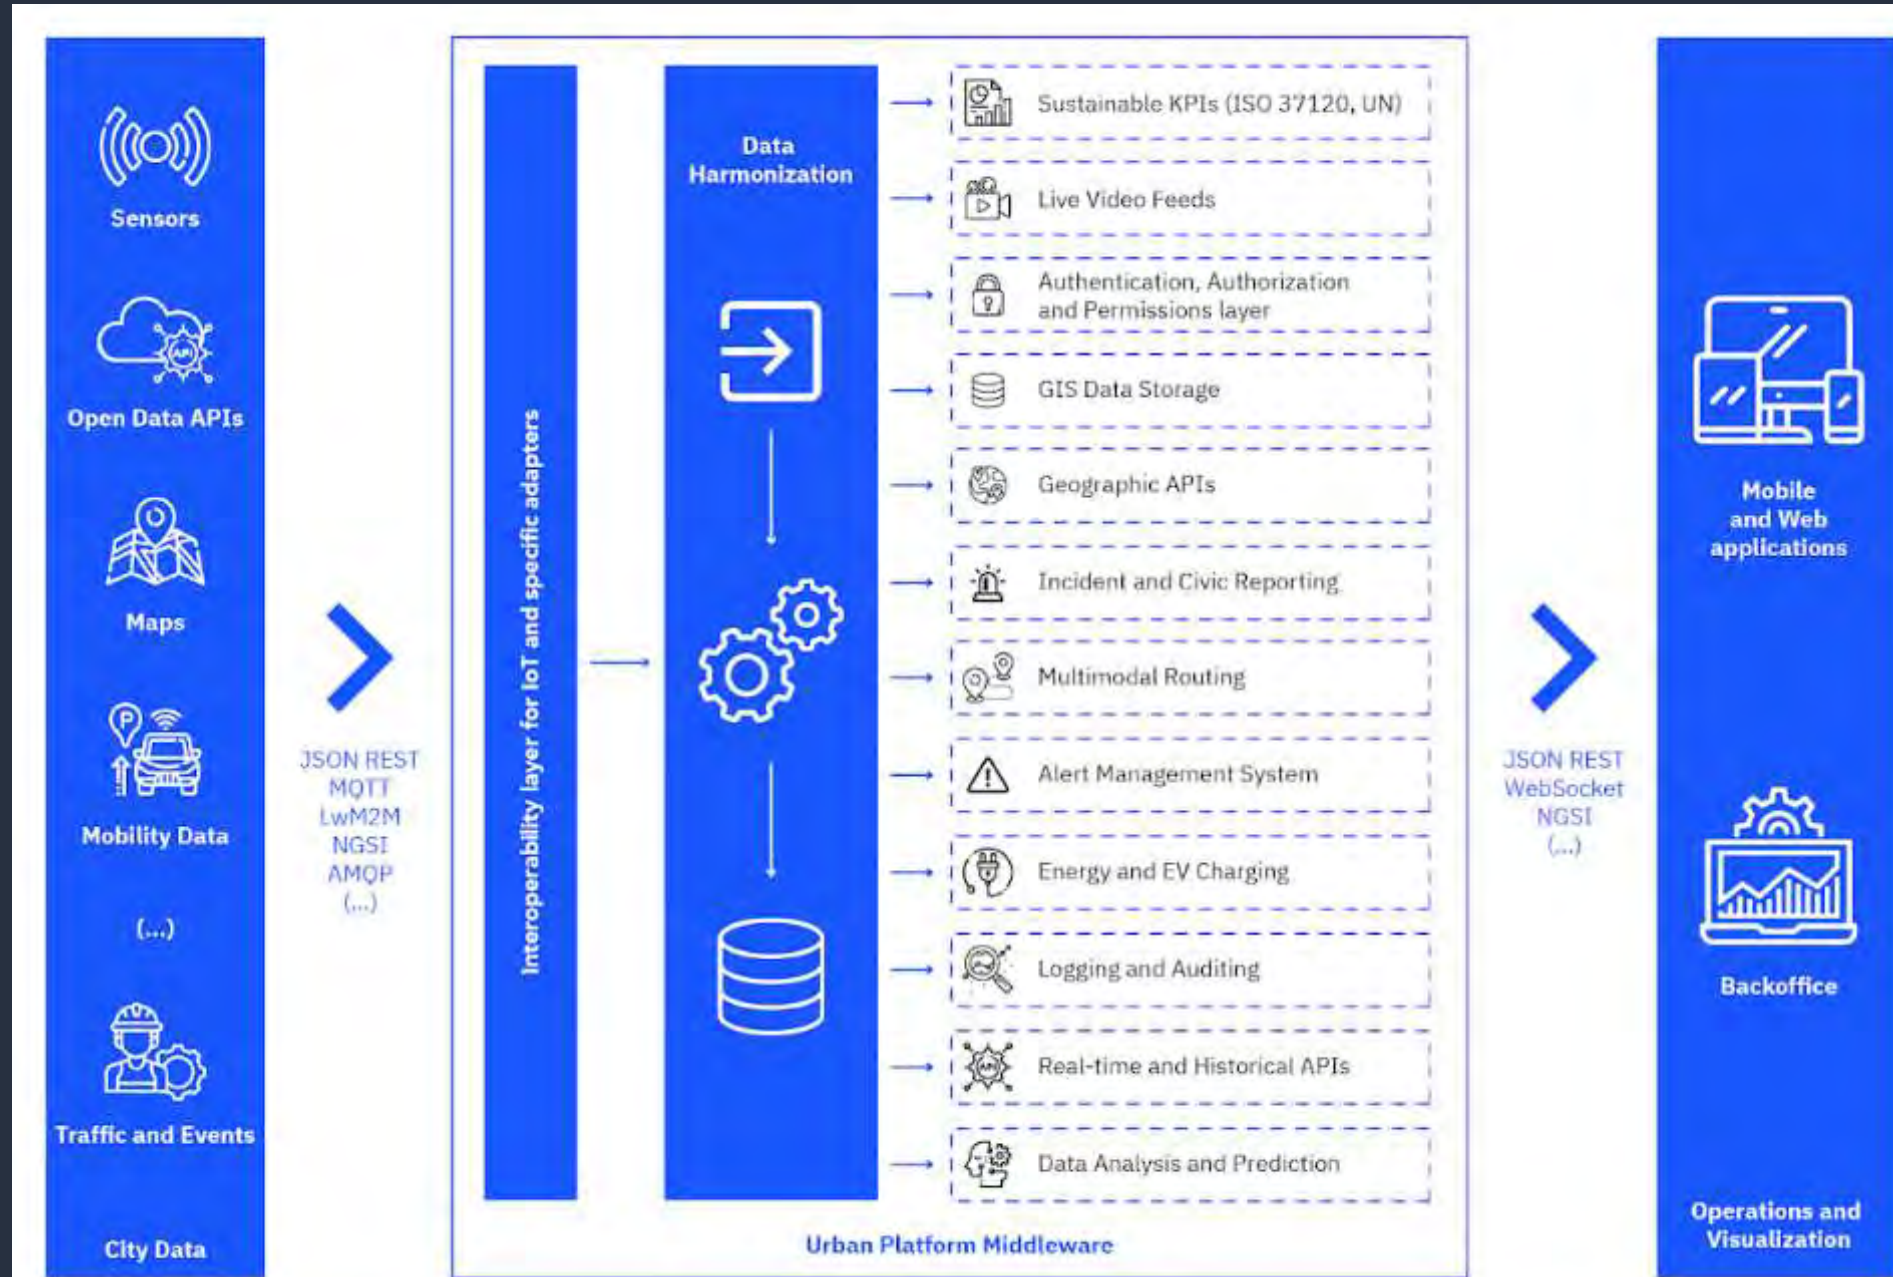 Sensors
API
Open Data APIs
Maps
P
Mobility Data
(...)
Traffic and Events
City Data
JSON REST
MQTT
LwM2M
NGSI
AMQP
(...)
Interoperability layer for IoT and specific adapters
Data
Harmonization
Sustainable KPIs (ISO 37120, UN)
Live Video Feeds
Authentication, Authorization
and Permissions layer
GIS Data Storage
Geographic APIs
Incident and Civic Reporting
Multimodal Routing
Alert Management System
Energy and EV Charging
Logging and Auditing
API
Real-time and Historical APIs
Data Analysis and Prediction
Urban Platform Middleware
JSON REST
WebSocket
NGSI
(...)
Mobile
and Web
applications
Backoffice
Operations and
Visualization